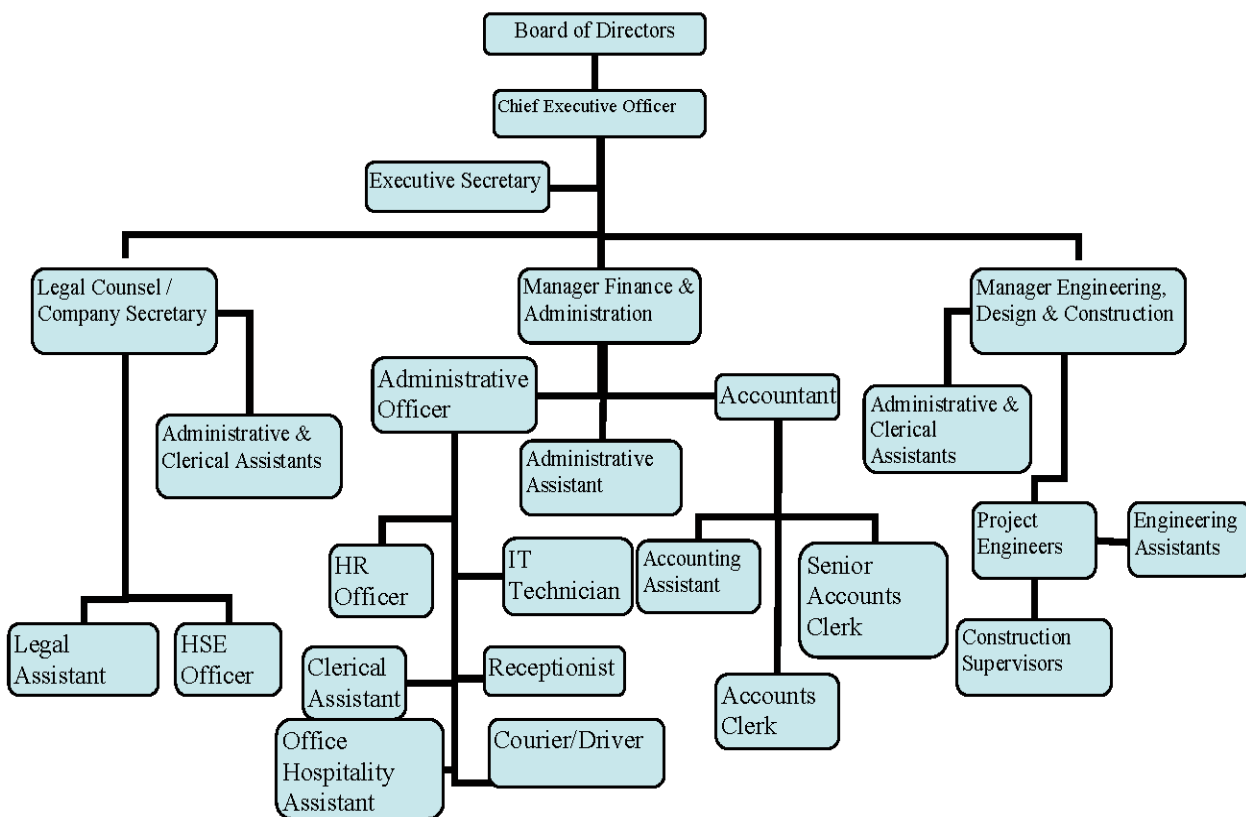 Board of Directors
Chief Executive Officer
Executive Secretary
Legal Counsel /
Company Secretary
Manager Finance &
Administration
Manager Engineering,
Design & Construction
Administrative
Officer
Accountant
Administrative &
Clerical Assistants
Administrative
Assistant
Administrative &
Clerical
Assistants
HR
Officer
IT
Technician
Accounting
Assistant
Senior
Accounts
Clerk
Project
Engineers
Engineering
Assistants
Legal
Assistant
HSE
Officer
Clerical
Assistant
Receptionist
Accounts
Clerk
Construction
Supervisors
Office
Hospitality
Assistant
Courier/Driver